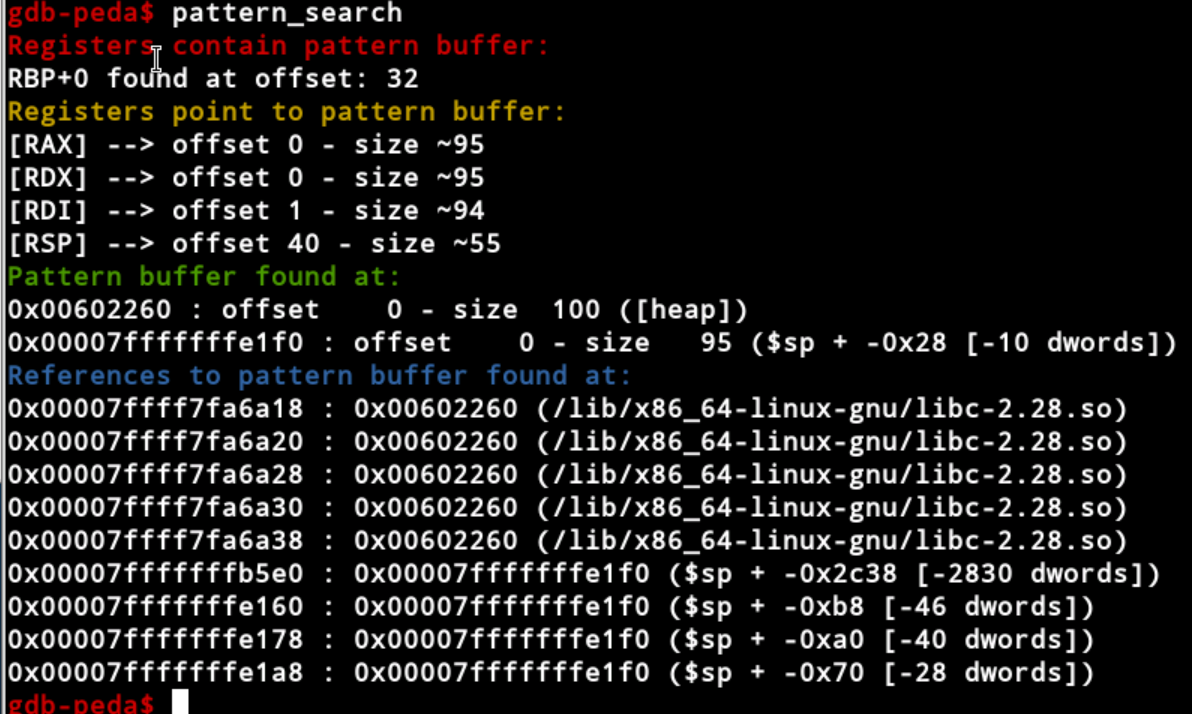 gdb-peda$ pattern_search
Registers contain pattern buffer:
RBP+0 found at offset: 32
Registers point to pattern buffer:
[RAX] --> offset 0 - size ~95
[RDX] --> offset 0 - size ~95
[RDI] --> offset 1 - size ~94
[RSP] --> offset 40 - size ~55
Pattern buffer found at:
0x00602260 : offset    0 - size  100 ([heap])
0x00007fffffffe1f0 : offset    0 - size   95 ($sp + -0x28 [-10 dwords])
References to pattern buffer found at:
0x00007ffff7fa6a18 : 0x00602260 (/lib/x86_64-linux-gnu/libc-2.28.so)
0x00007ffff7fa6a20 : 0x00602260 (/lib/x86_64-linux-gnu/libc-2.28.so)
0x00007ffff7fa6a28 : 0x00602260 (/lib/x86_64-linux-gnu/libc-2.28.so)
0x00007ffff7fa6a30 : 0x00602260 (/lib/x86_64-linux-gnu/libc-2.28.so)
0x00007ffff7fa6a38 : 0x00602260 (/lib/x86_64-linux-gnu/libc-2.28.so)
0x00007fffffffb5e0 : 0x00007fffffffe1f0 ($sp + -0x2c38 [-2830 dwords])
0x00007fffffffe160 : 0x00007fffffffe1f0 ($sp + -0xb8 [-46 dwords])
0x00007fffffffe178 : 0x00007fffffffe1f0 ($sp + -0xa0 [-40 dwords])
0x00007fffffffe1a8 : 0x00007fffffffe1f0 ($sp + -0x70 [-28 dwords])
gdb-peda$